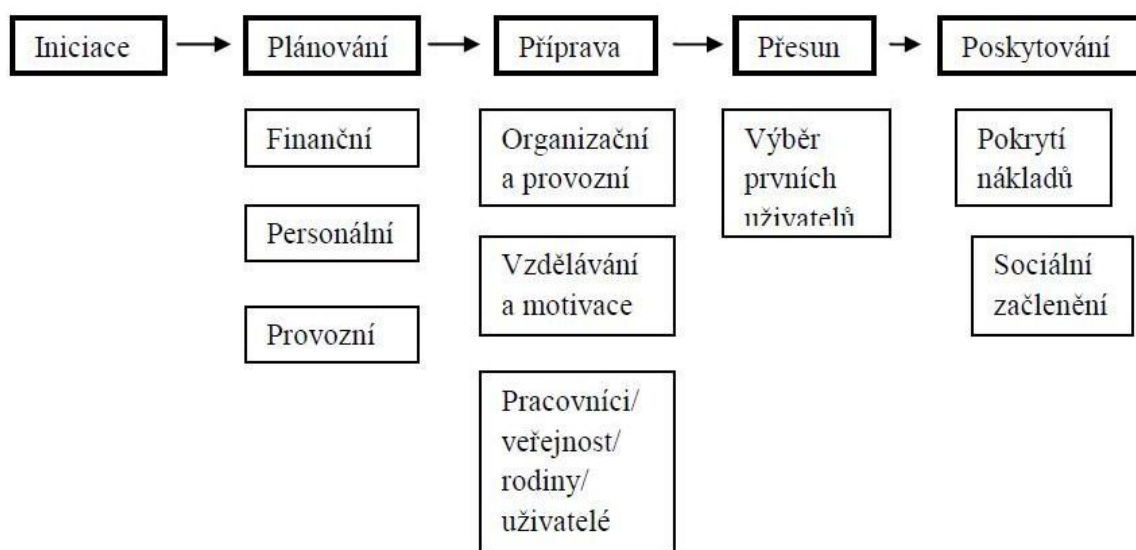 Iniciace
Plánování
Příprava
Přesun
Poskytování
Finanční
Personální
Provozní
Organizační
a provozní
Vzdělávání
a motivace
Pracovníci/
veřejnost/
rodiny/
uživatelé
Výběr
prvních
uživatelů
Pokrytí
nákladů
Sociální
začlenění